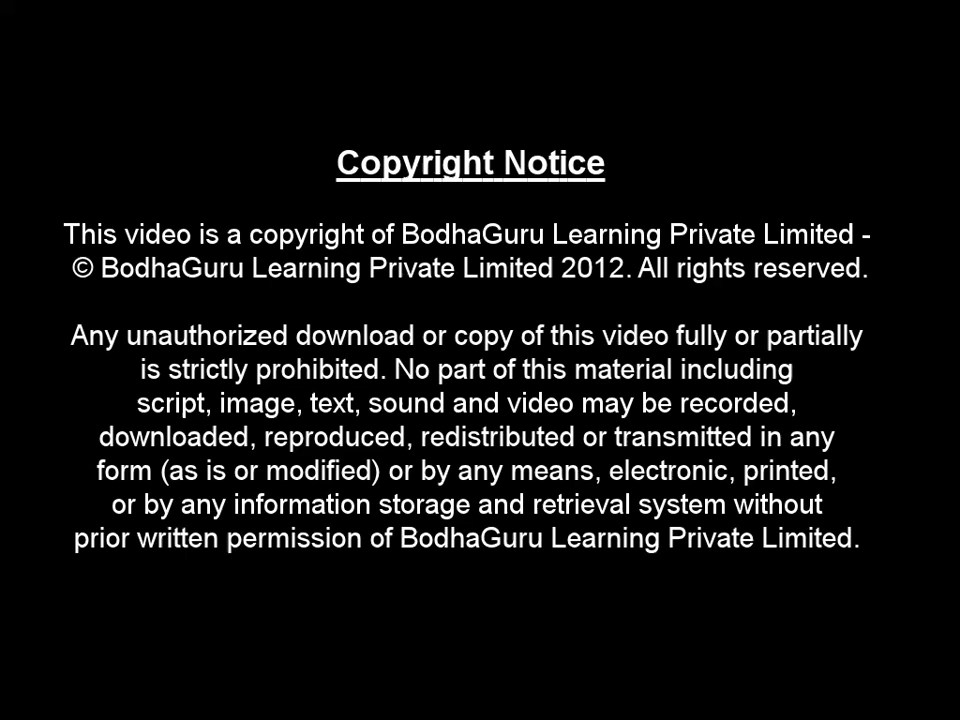 Copyright Notice
This video is a copyright of BodhaGuru Learning Private Limited -
© BodhaGuru Learning Private Limited 2012. All rights reserved.
Any unauthorized download or copy of this video fully or partially
is strictly prohibited. No part of this material including
script, image, text, sound and video may be recorded,
downloaded, reproduced, redistributed or transmitted in any
form (as is or modified) or by any means, electronic, printed,
or by any information storage and retrieval system without
prior written permission of BodhaGuru Learning Private Limited.